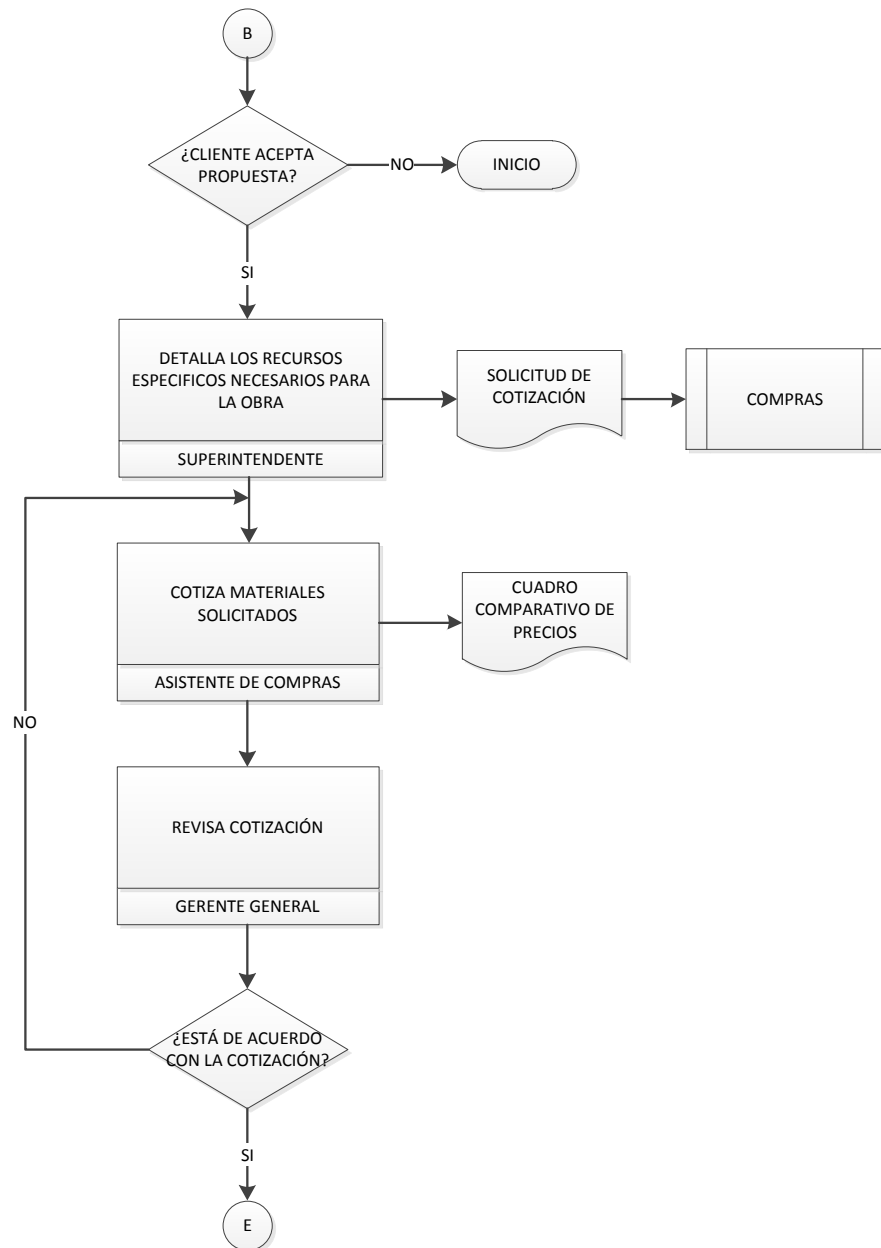 B
¿CLIENTE ACEPTA
PROPUESTA?
NO
INICIO
SI
DETALLA LOS RECURSOS
ESPECIFICOS NECESARIOS PARA
LA OBRA
SUPERINTENDENTE
SOLICITUD DE
COTIZACIÓN
COMPRAS
COTIZA MATERIALES
SOLICITADOS
ASISTENTE DE COMPRAS
CUADRO
COMPARATIVO DE
PRECIOS
NO
REVISA COTIZACIÓN
GERENTE GENERAL
¿ESTÁ DE ACUERDO
CON LA COTIZACIÓN?
SI
E